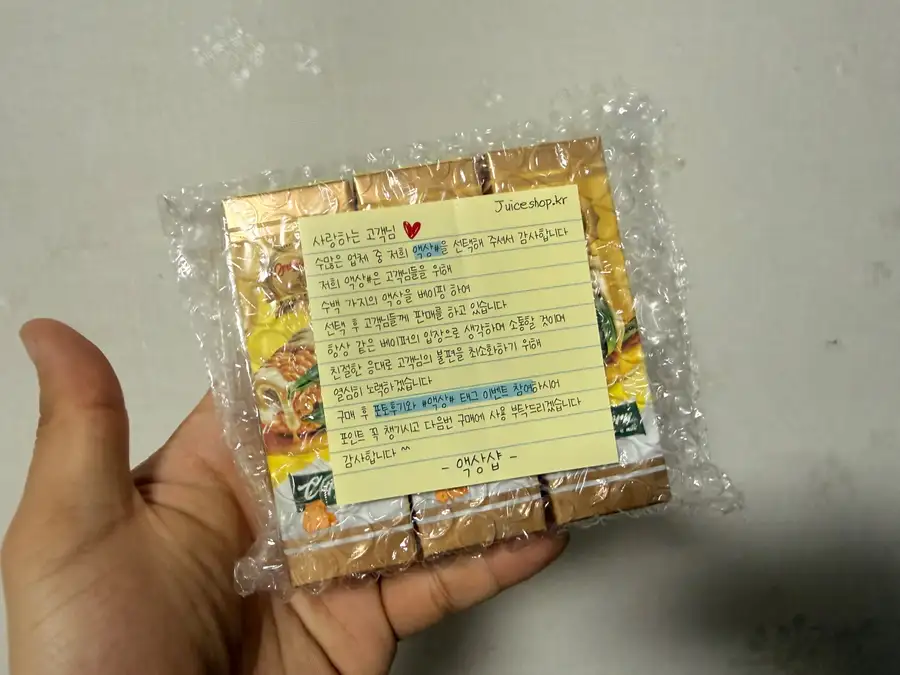 Juiceshop.kr
사랑하는 고객님 ❤
수많은 업체 중 저희 액상#을 선택해 주셔서 감사합니다
저희 액상#은 고객님들을 위해
수백 가지의 액상을 베이핑 하여
선택 후 고객님들께 판매를 하고 있습니다
항상 같은 베이퍼의 입장으로 생각하며 소통할 것이며
친절한 응대로 고객님의 불편을 최소화하기 위해
열심히 노력하겠습니다
구매 후 포토후기와 #액상# 태그 이벤트 참여하시어
포인트 꼭 챙기시고 다음번 구매에 사용 부탁드리겠습니다
감사합니다 ^^
- 액상샵 -